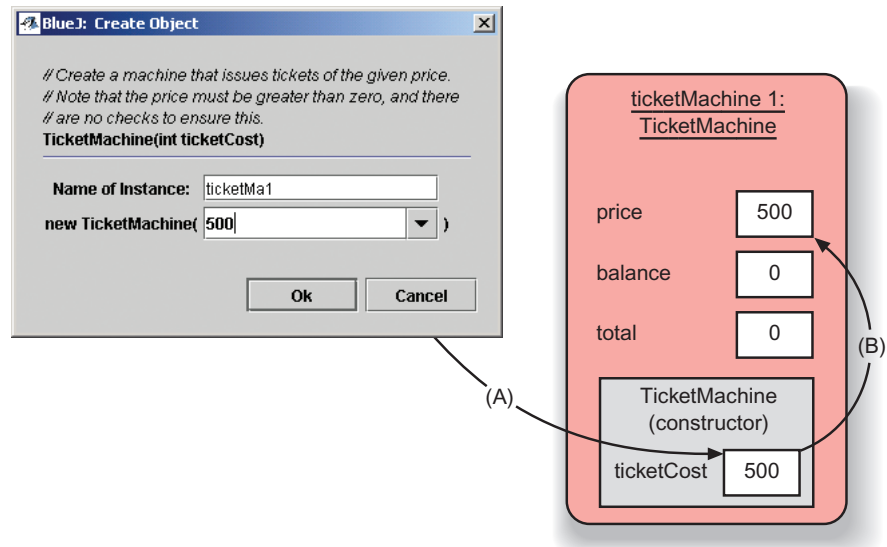 BlueJ: Create Object
// Create a machine that issues tickets of the given price.
// Note that the price must be greater than zero, and there
// are no checks to ensure this.
TicketMachine(int ticketCost)
Name of Instance: ticketMa1
new TicketMachine( 500 )
Ok Cancel
(A)
ticketMachine 1:
TicketMachine
price 500
balance 0
total 0
(B)
TicketMachine
(constructor)
ticketCost 500